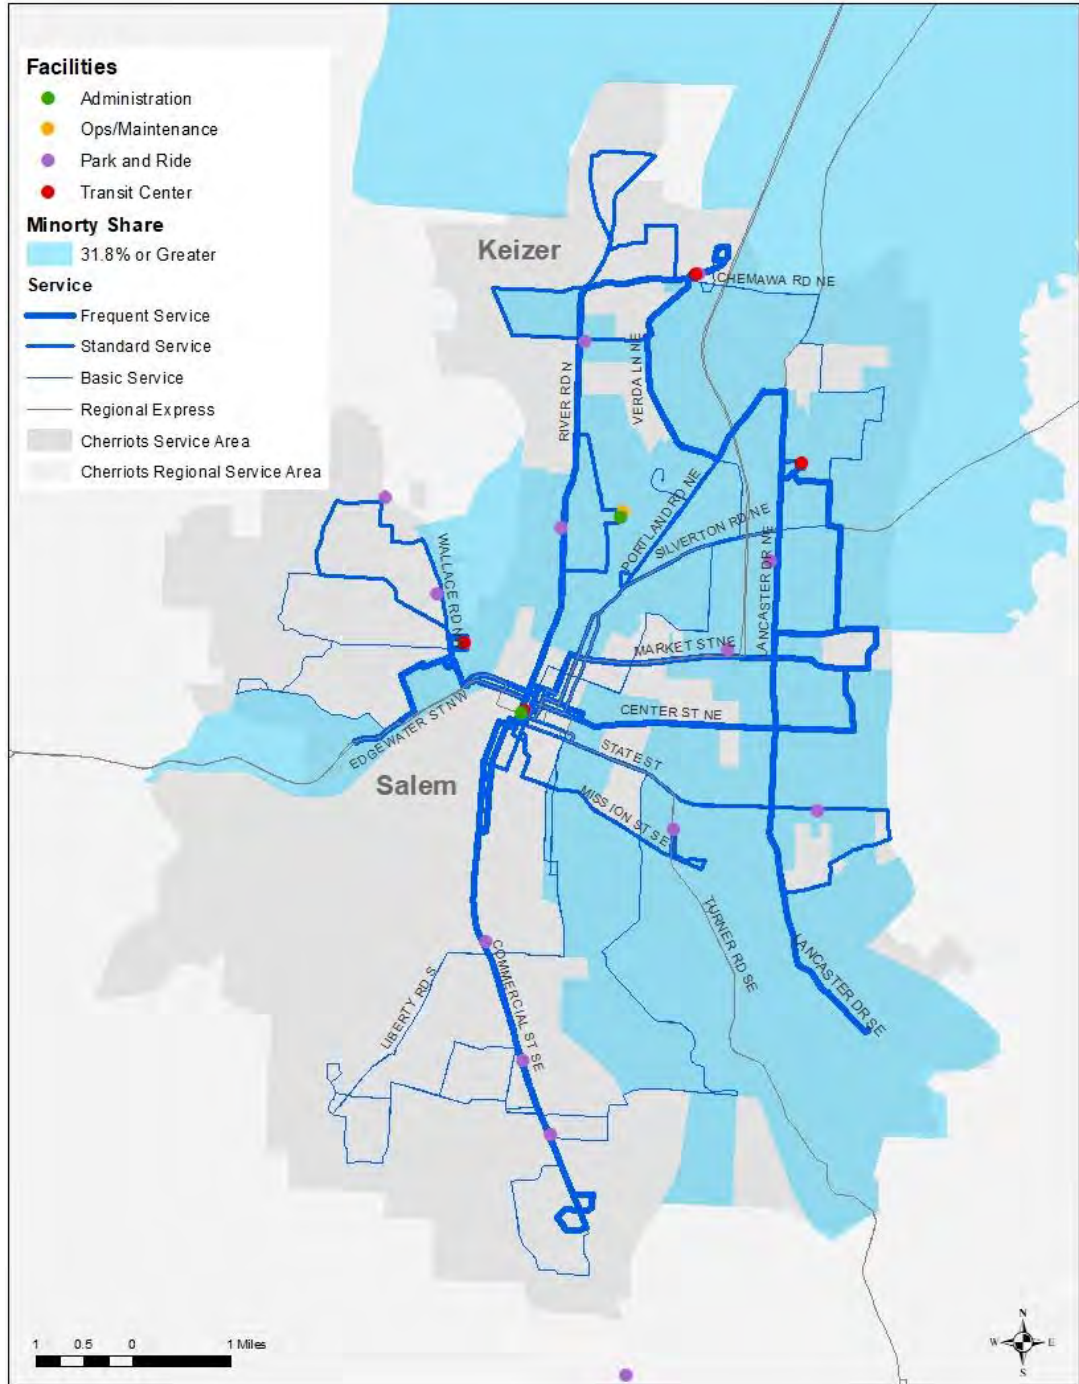 Facilities
Administration
Ops/Maintenance
Park and Ride
Transit Center
Minorty Share
31.8% or Greater
Service
Frequent Service
Standard Service
Basic Service
Regional Express
Cherriots Service Area
Cherriots Regional Service Area
Keizer
CHEMAWA RD NE
RIVER RD N
VERDA LN NE
PORTLAND RD NE
SILVERTON RD NE
LANCASTER DR NE
WALLACE RD N
MARKET ST NE
CENTER ST NE
EDGEWATER ST NW
STATE ST
Salem
MISSION ST SE
TURNER RD SE
LANCASTER DR SE
COMMERCIAL ST SE
LIBERTY RD S
1 0.5 0 1 Miles
N
W E
S